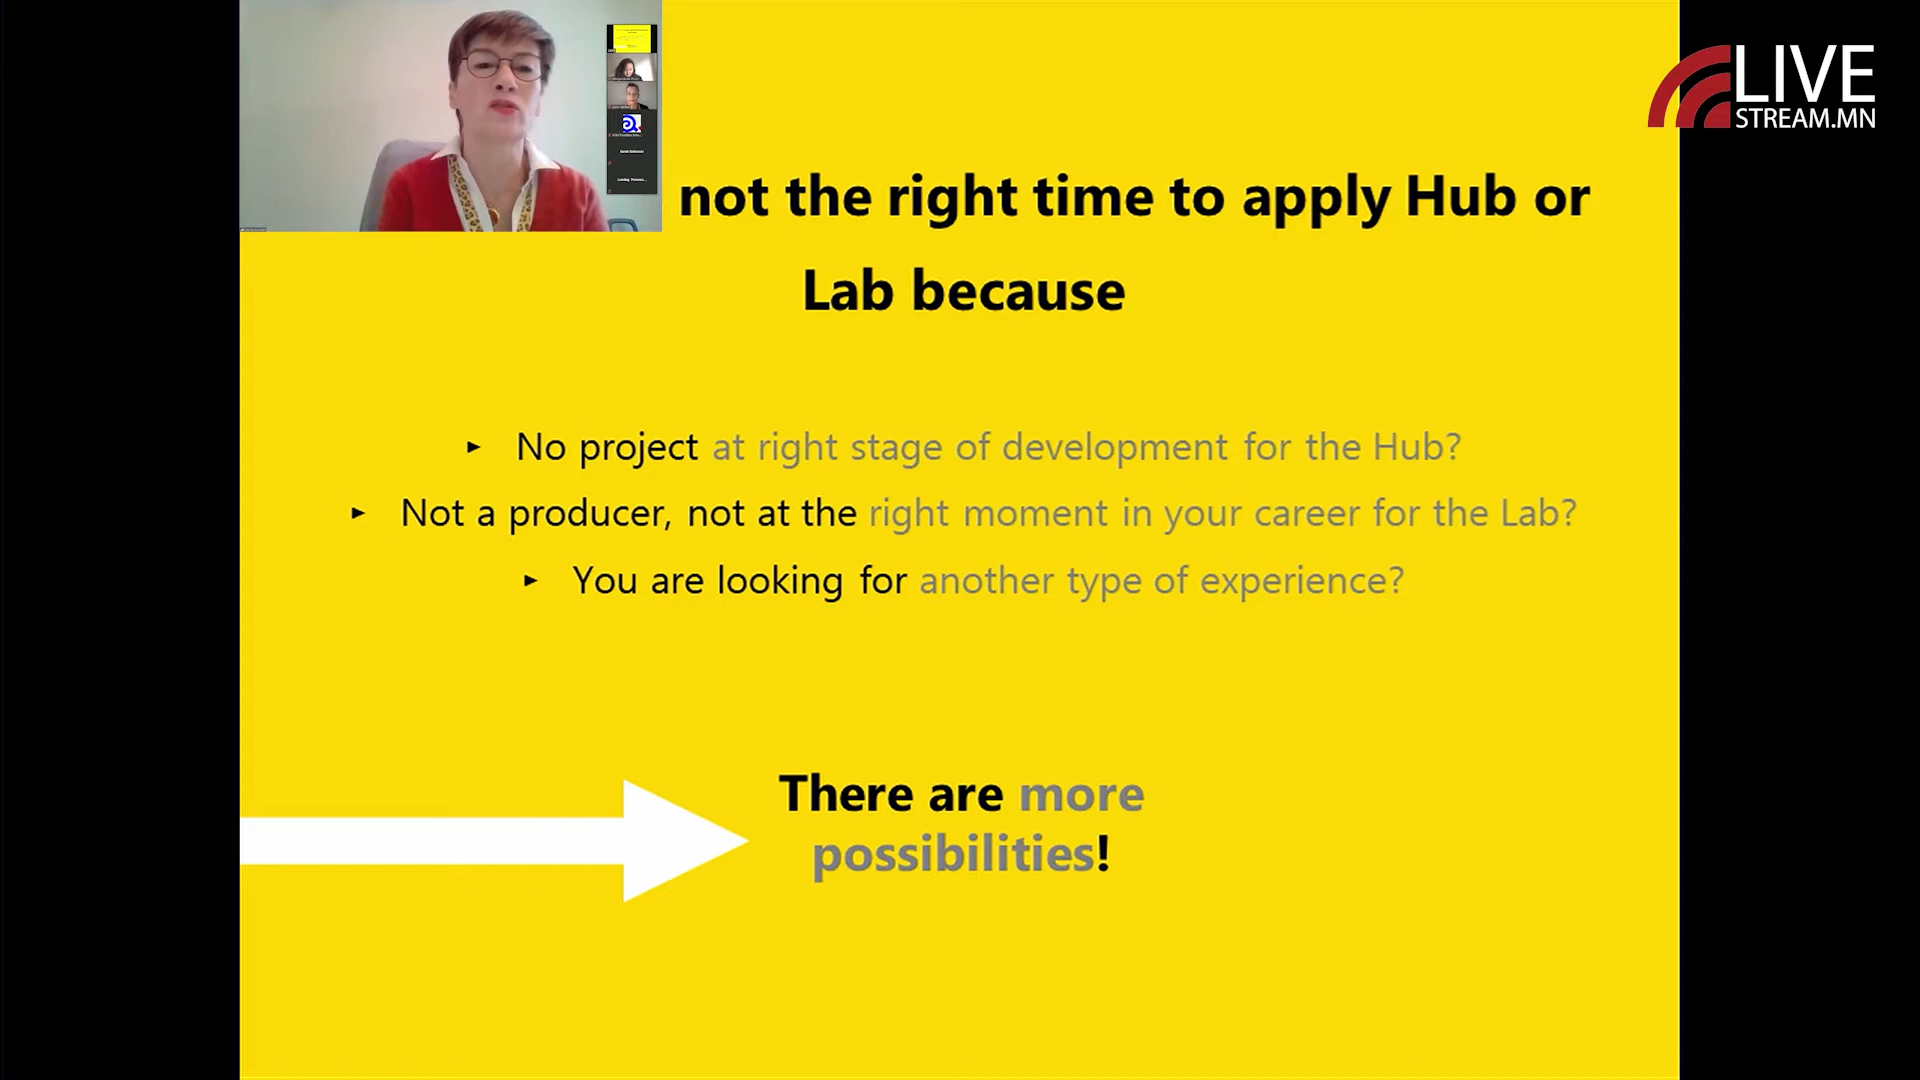 LIVE
STREAM.MN
not the right time to apply Hub or
Lab because
► No project at right stage of development for the Hub?
► Not a producer, not at the right moment in your career for the Lab?
► You are looking for another type of experience?
There are more
possibilities!